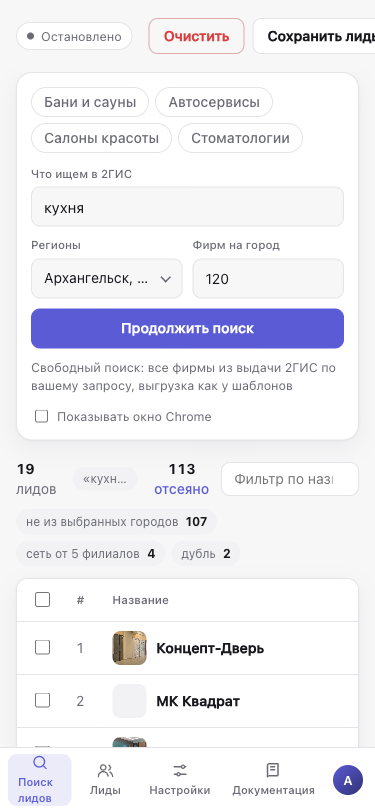 Остановлено
Очистить
Сохранить лиды
Бани и сауны
Автосервисы
Салоны красоты
Стоматологии
Что ищем в 2ГИС
кухня
Регионы
Фирм на город
Архангельск, ...
120
Продолжить поиск
Свободный поиск: все фирмы из выдачи 2ГИС по
вашему запросу, выгрузка как у шаблонов
Показывать окно Chrome
19
лидов
«кухн...
113
отсеяно
Фильтр по наз
не из выбранных городов 107
сеть от 5 филиалов 4
дубль 2
# Название
1 Концепт-Дверь
2 МК Квадрат
Поиск
лидов
Лиды
Настройки
Документация
A